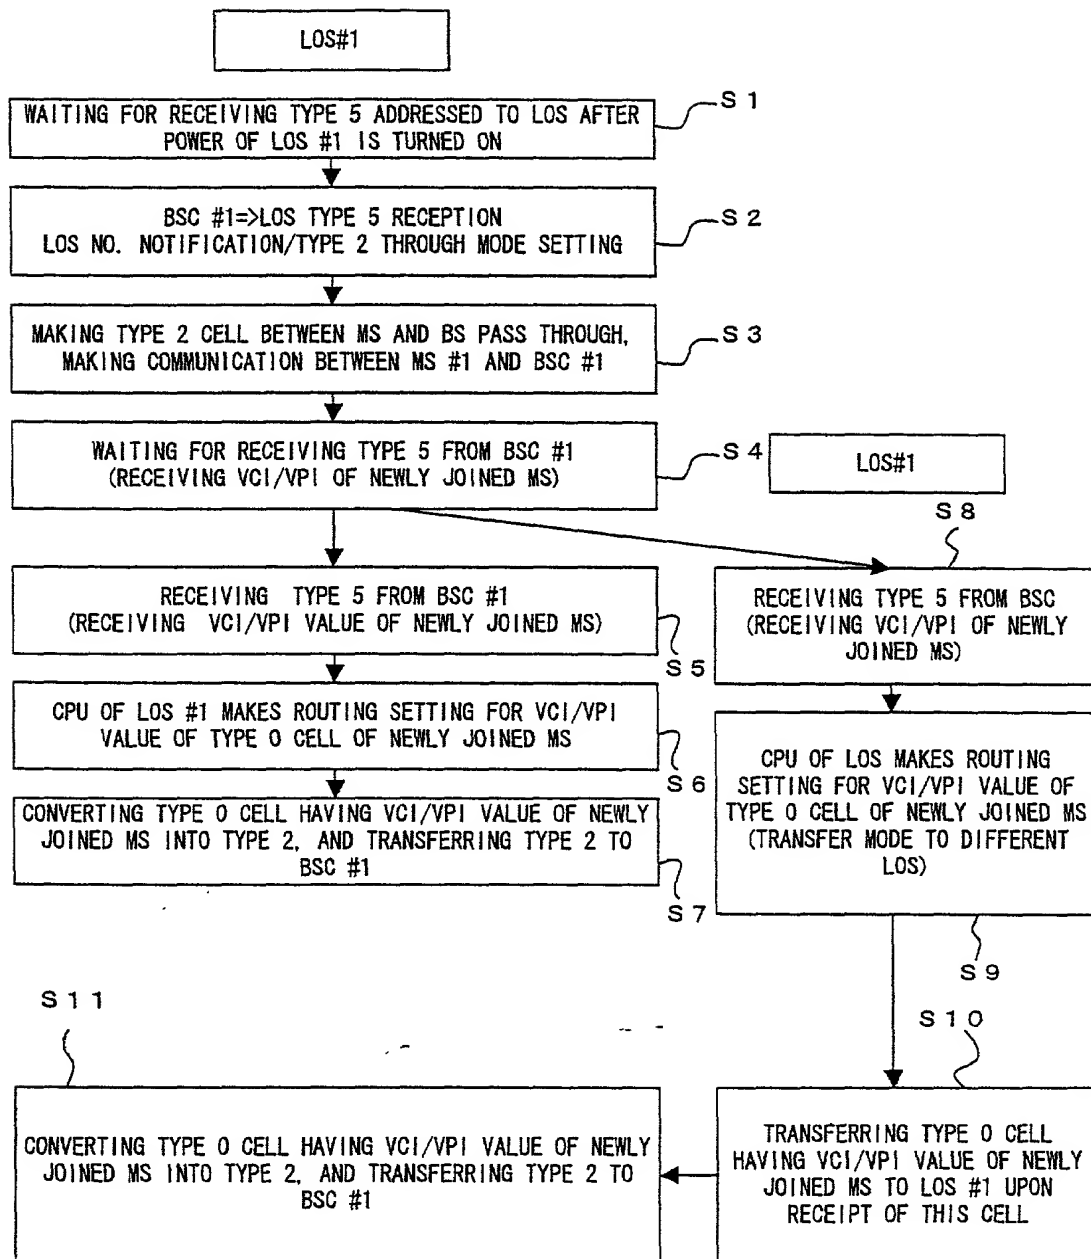 LOS#1
WAITING FOR RECEIVING TYPE 5 ADDRESSED TO LOS AFTER
POWER OF LOS #1 IS TURNED ON
S1
BSC #1=>LOS TYPE 5 RECEPTION
LOS NO. NOTIFICATION/TYPE 2 THROUGH MODE SETTING
S2
MAKING TYPE 2 CELL BETWEEN MS AND BS PASS THROUGH,
MAKING COMMUNICATION BETWEEN MS #1 AND BSC #1
S3
WAITING FOR RECEIVING TYPE 5 FROM BSC #1
(RECEIVING VCI/VPI OF NEWLY JOINED MS)
S4
LOS#1
S8
RECEIVING TYPE 5 FROM BSC #1
(RECEIVING VCI/VPI VALUE OF NEWLY JOINED MS)
S5
RECEIVING TYPE 5 FROM BSC
(RECEIVING VCI/VPI OF NEWLY
JOINED MS)
CPU OF LOS #1 MAKES ROUTING SETTING FOR VCI/VPI
VALUE OF TYPE 0 CELL OF NEWLY JOINED MS
S6
CPU OF LOS MAKES ROUTING
SETTING FOR VCI/VPI VALUE OF
TYPE 0 CELL OF NEWLY JOINED MS
(TRANSFER MODE TO DIFFERENT
LOS)
CONVERTING TYPE 0 CELL HAVING VCI/VPI VALUE OF NEWLY
JOINED MS INTO TYPE 2, AND TRANSFERRING TYPE 2 TO
BSC #1
S7
S9
S11
S10
CONVERTING TYPE 0 CELL HAVING VCI/VPI VALUE OF NEWLY
JOINED MS INTO TYPE 2, AND TRANSFERRING TYPE 2 TO
BSC #1
TRANSFERRING TYPE 0 CELL
HAVING VCI/VPI VALUE OF NEWLY
JOINED MS TO LOS #1 UPON
RECEIPT OF THIS CELL